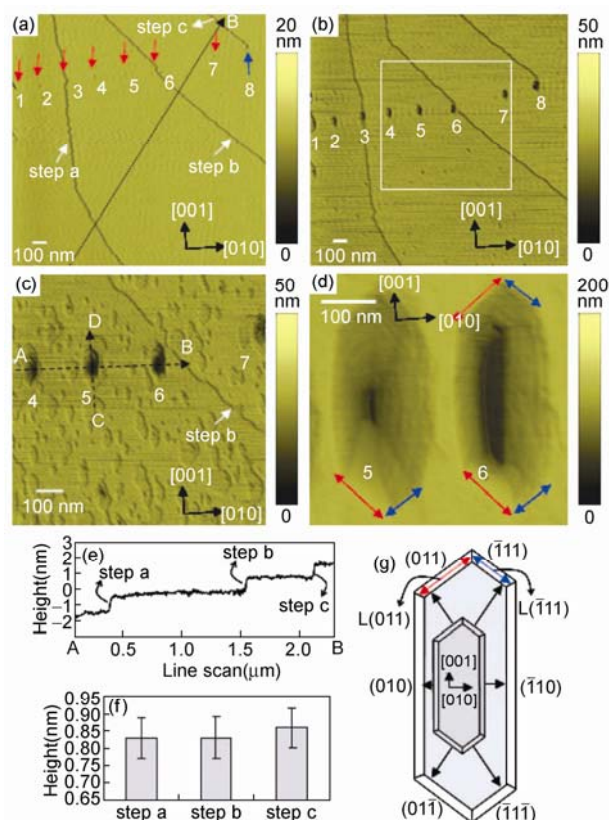 (a)
step c
B
1
2
3
4
5
6
7
8
step a
step b
[001]
[010]
100 nm
20
nm
0
(b)
1
2
3
4
5
6
7
8
[001]
[010]
100 nm
50
nm
0
(c)
D
A
B
4
5
6
7
C
step b
[001]
[010]
100 nm
50
nm
0
(d)
100 nm
[001]
[010]
5
6
200
nm
0
(e)
Height(nm)
3
2
1
0
−1
−2
step a
step b
step c
A
0.5
1.0
1.5
2.0
B
Line scan(μm)
(f)
Height(nm)
0.95
0.90
0.85
0.80
0.75
0.70
0.65
step a
step b
step c
(g)
(011)
(1̄11)
L(011)
L(1̄11)
[001]
[010]
(010)
(1̄10)
(011̄)
(1̄11̄)